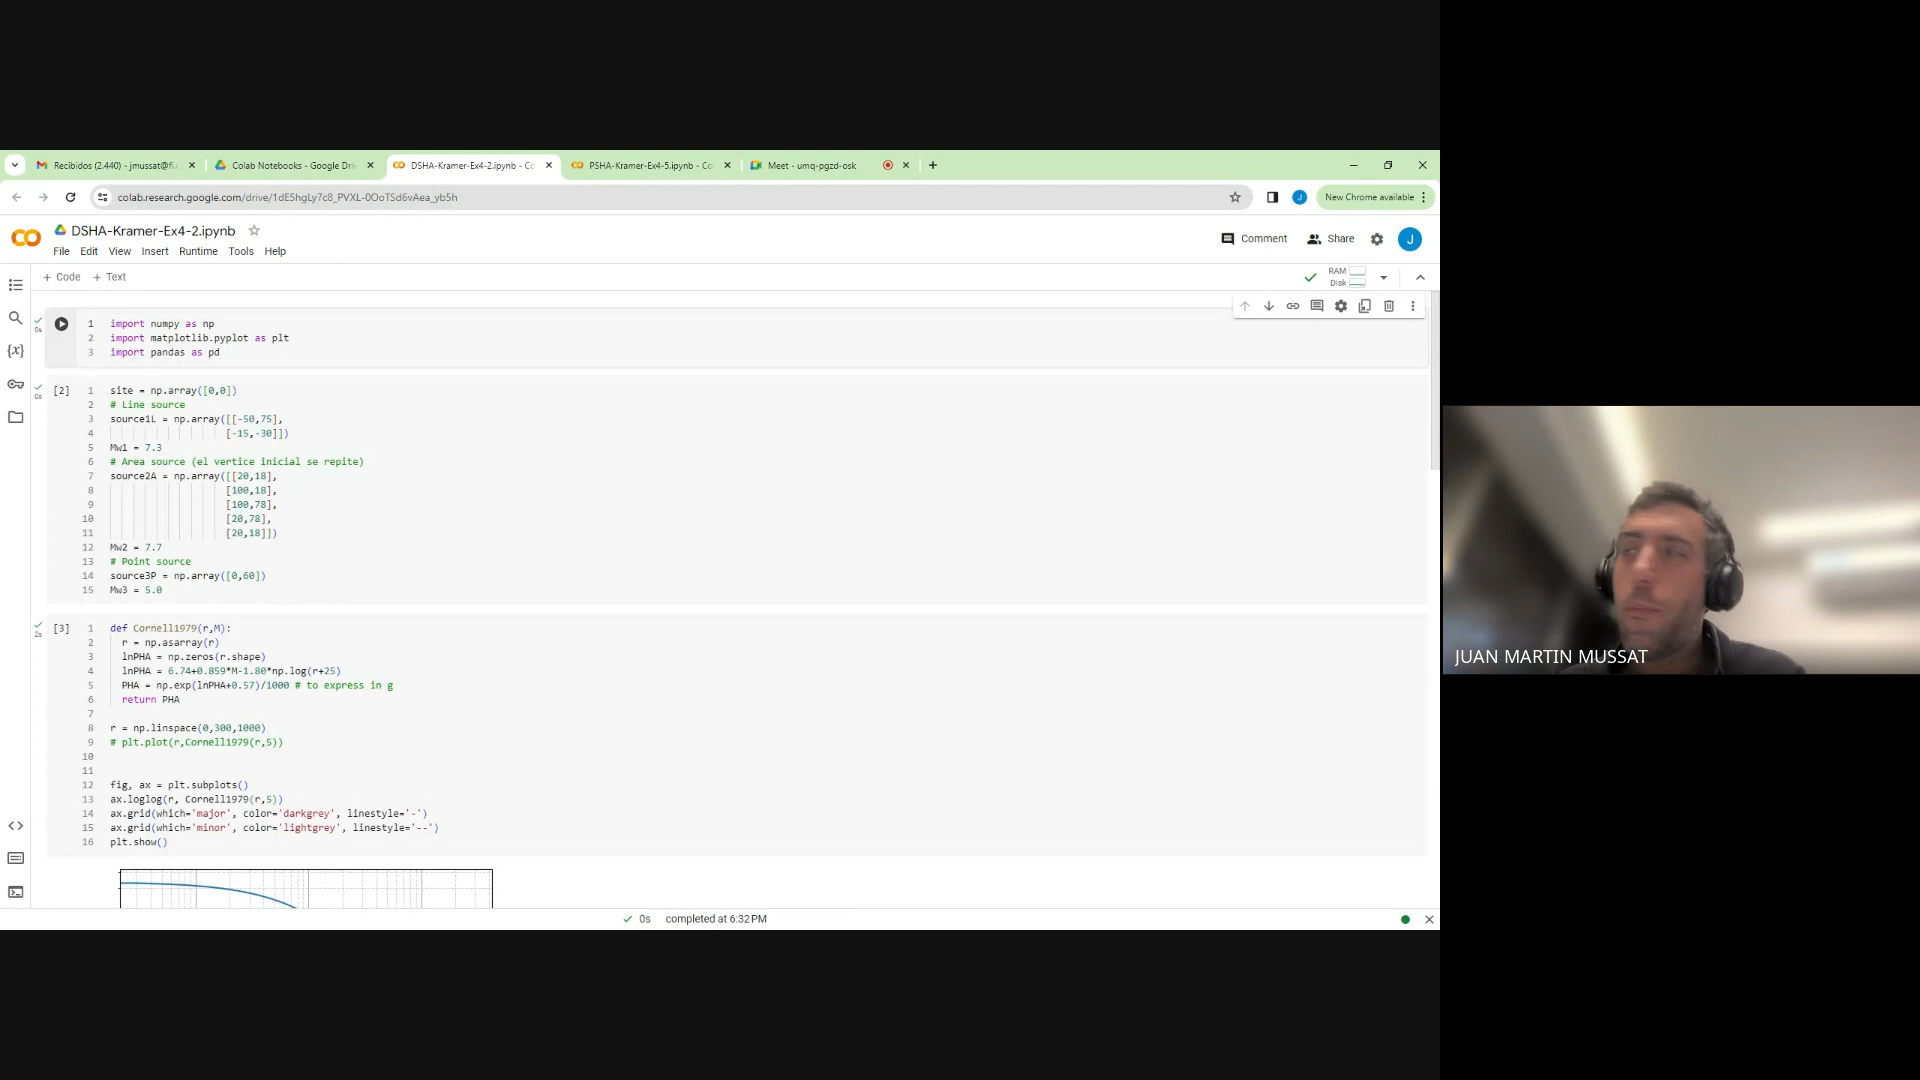 Recibidos (2.440) - jmussat@fi.
Colab Notebooks - Google Dri
DSHA-Kramer-Ex4-2.ipynb - Co
PSHA-Kramer-Ex4-5.ipynb - Col
Meet - umq-pgzd-osk
colab.research.google.com/drive/1dE5hgLy7c8_PVXL-0OoTSd6vAea_yb5h
New Chrome available
DSHA-Kramer-Ex4-2.ipynb
Comment
Share
J
File Edit View Insert Runtime Tools Help
+ Code + Text
RAM
Disk
0s
1 import numpy as np
2 import matplotlib.pyplot as plt
3 import pandas as pd
{x}
0s
[2]
1 site = np.array([0,0])
2 # Line source
3 source1L = np.array([[-50,75],
4 [-15,-30]])
5 Mw1 = 7.3
6 # Area source (el vertice inicial se repite)
7 source2A = np.array([[20,18],
8 [100,18],
9 [100,78],
10 [20,78],
11 [20,18]])
12 Mw2 = 7.7
13 # Point source
14 source3P = np.array([0,60])
15 Mw3 = 5.0
2s
[3]
1 def Cornell1979(r,M):
2 r = np.asarray(r)
3 lnPHA = np.zeros(r.shape)
4 lnPHA = 6.74+0.859*M-1.80*np.log(r+25)
5 PHA = np.exp(lnPHA+0.57)/1000 # to express in g
6 return PHA
7
8 r = np.linspace(0,300,1000)
9 # plt.plot(r,Cornell1979(r,5))
10
11
12 fig, ax = plt.subplots()
13 ax.loglog(r, Cornell1979(r,5))
14 ax.grid(which='major', color='darkgrey', linestyle='-')
15 ax.grid(which='minor', color='lightgrey', linestyle='--')
16 plt.show()
0s completed at 6:32 PM
JUAN MARTIN MUSSAT